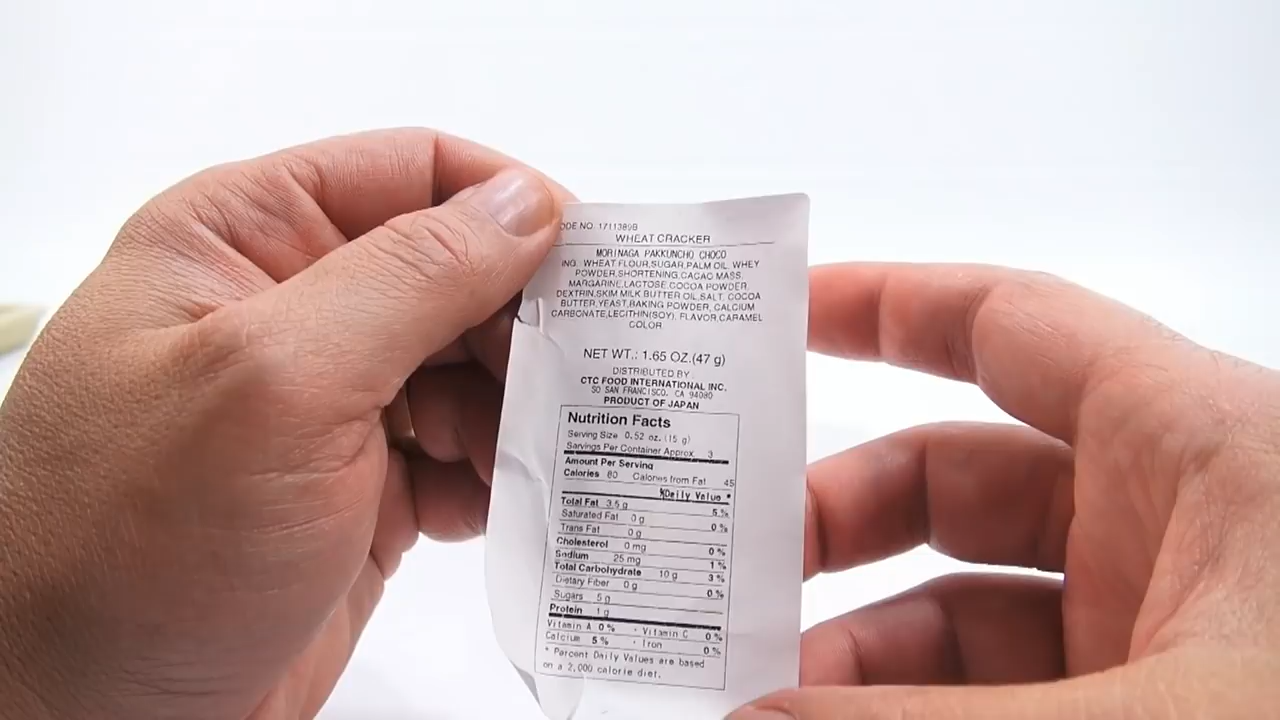 ODE NO. 1711389B
WHEAT CRACKER
MORINAGA PAKKUNCHO CHOCO
ING. WHEAT FLOUR,SUGAR,PALM OIL, WHEY
POWDER,SHORTENING,CACAO MASS,
MARGARINE,LACTOSE,COCOA POWDER,
DEXTRIN,SKIM MILK BUTTER OIL,SALT, COCOA
BUTTER,YEAST,BAKING POWDER, CALCIUM
CARBONATE,LECITHIN(SOY), FLAVOR,CARAMEL
COLOR
NET WT.: 1.65 OZ.(47 g)
DISTRIBUTED BY
CTC FOOD INTERNATIONAL INC.
SO SAN FRANCISCO, CA 94080
PRODUCT OF JAPAN
Nutrition Facts
Serving Size 0.52 oz. (15 g)
Servings Per Container Approx. 3
Amount Per Serving
Calories 80 Calories from Fat 45
%Daily Value *
Total Fat 3.5 g 5 %
Saturated Fat 0 g 0 %
Trans Fat 0 g
Cholesterol 0 mg 0 %
Sodium 25 mg 1 %
Total Carbohydrate 10 g 3 %
Dietary Fiber 0 g 0 %
Sugars 5 g
Protein 1 g
Vitamin A 0 % · Vitamin C 0 %
Calcium 5 % · Iron 0 %
* Percent Daily Values are based
on a 2,000 calorie diet.